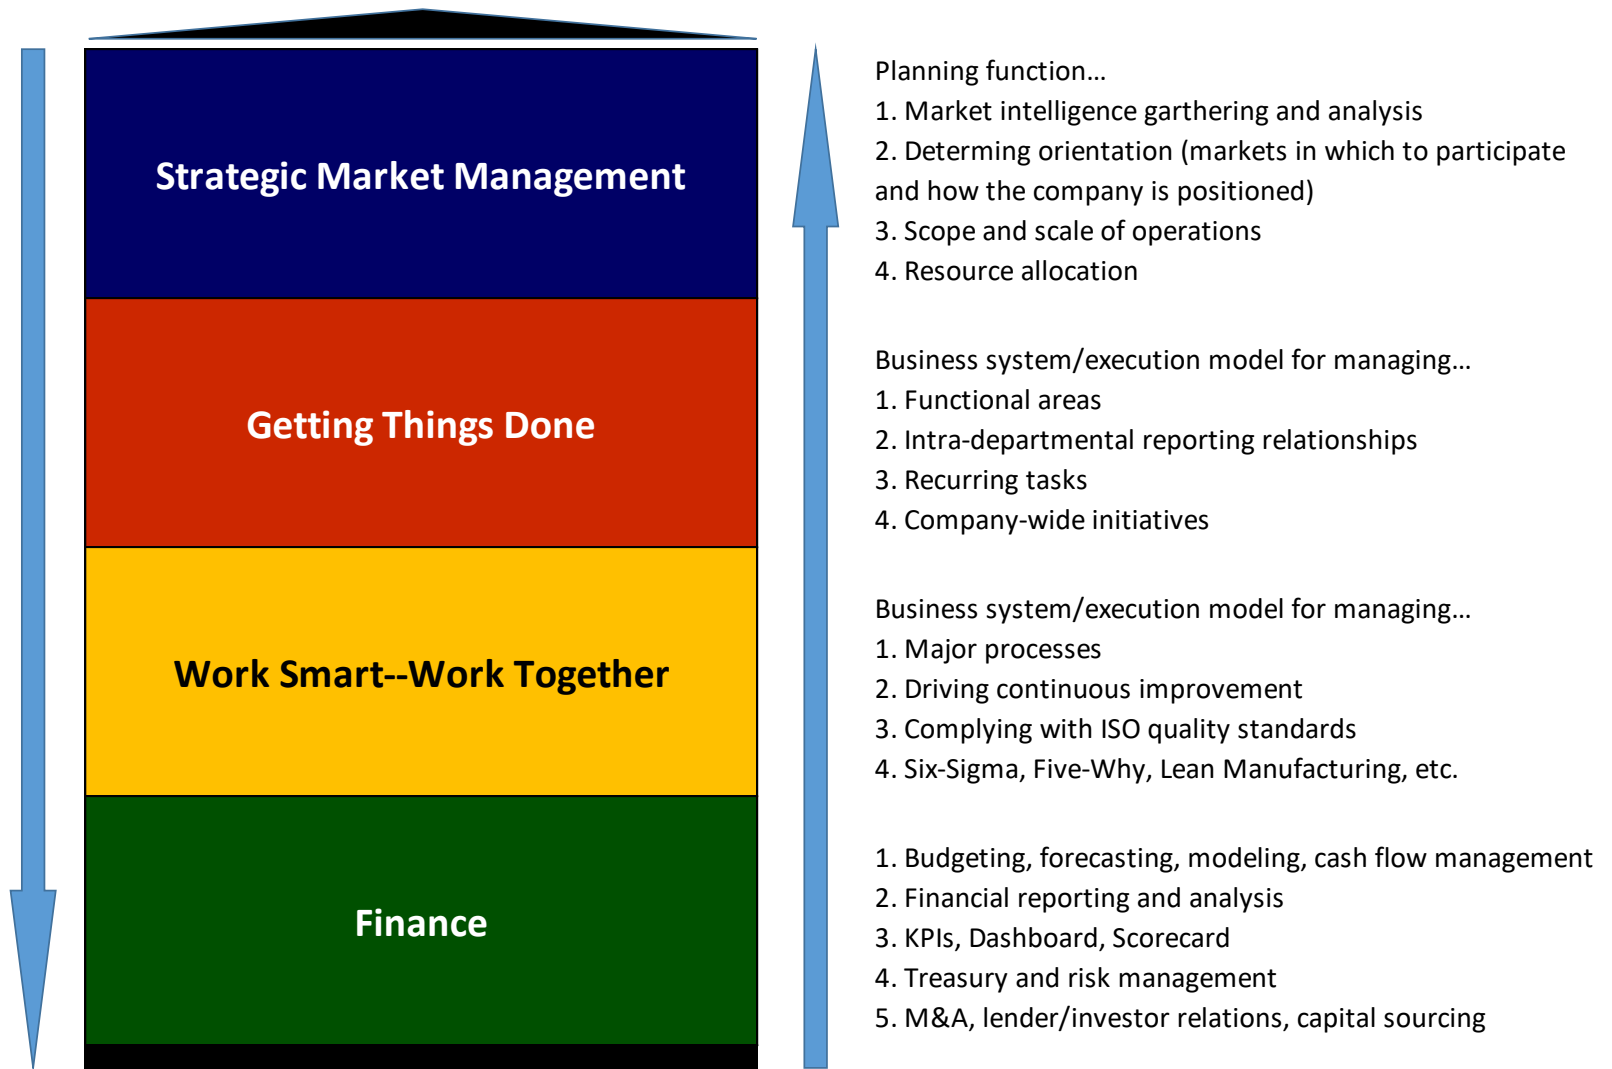 Strategic Market Management
Planning function…
1. Market intelligence garthering and analysis
2. Determing orientation (markets in which to participate
and how the company is positioned)
3. Scope and scale of operations
4. Resource allocation
Getting Things Done
Business system/execution model for managing…
1. Functional areas
2. Intra-departmental reporting relationships
3. Recurring tasks
4. Company-wide initiatives
Work Smart--Work Together
Business system/execution model for managing…
1. Major processes
2. Driving continuous improvement
3. Complying with ISO quality standards
4. Six-Sigma, Five-Why, Lean Manufacturing, etc.
Finance
1. Budgeting, forecasting, modeling, cash flow management
2. Financial reporting and analysis
3. KPIs, Dashboard, Scorecard
4. Treasury and risk management
5. M&A, lender/investor relations, capital sourcing